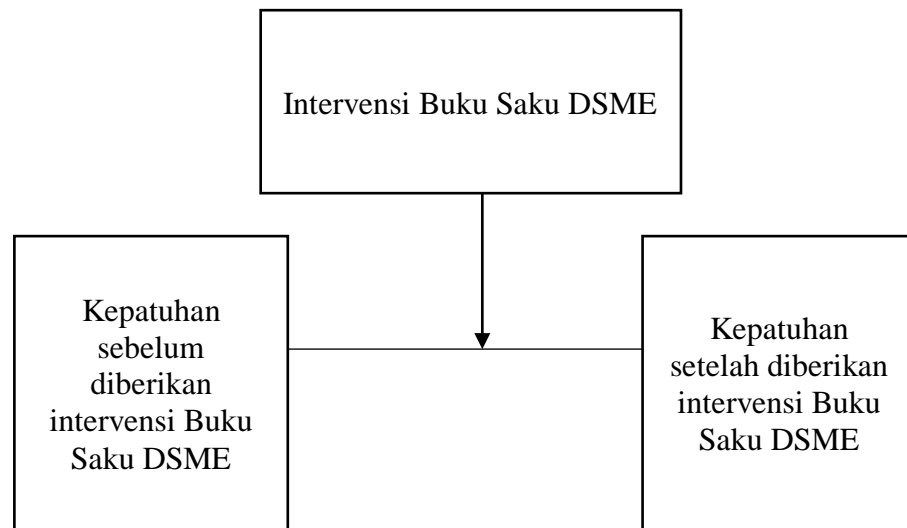 Intervensi Buku Saku DSME
Kepatuhan
sebelum
diberikan
intervensi Buku
Saku DSME
Kepatuhan
setelah diberikan
intervensi Buku
Saku DSME